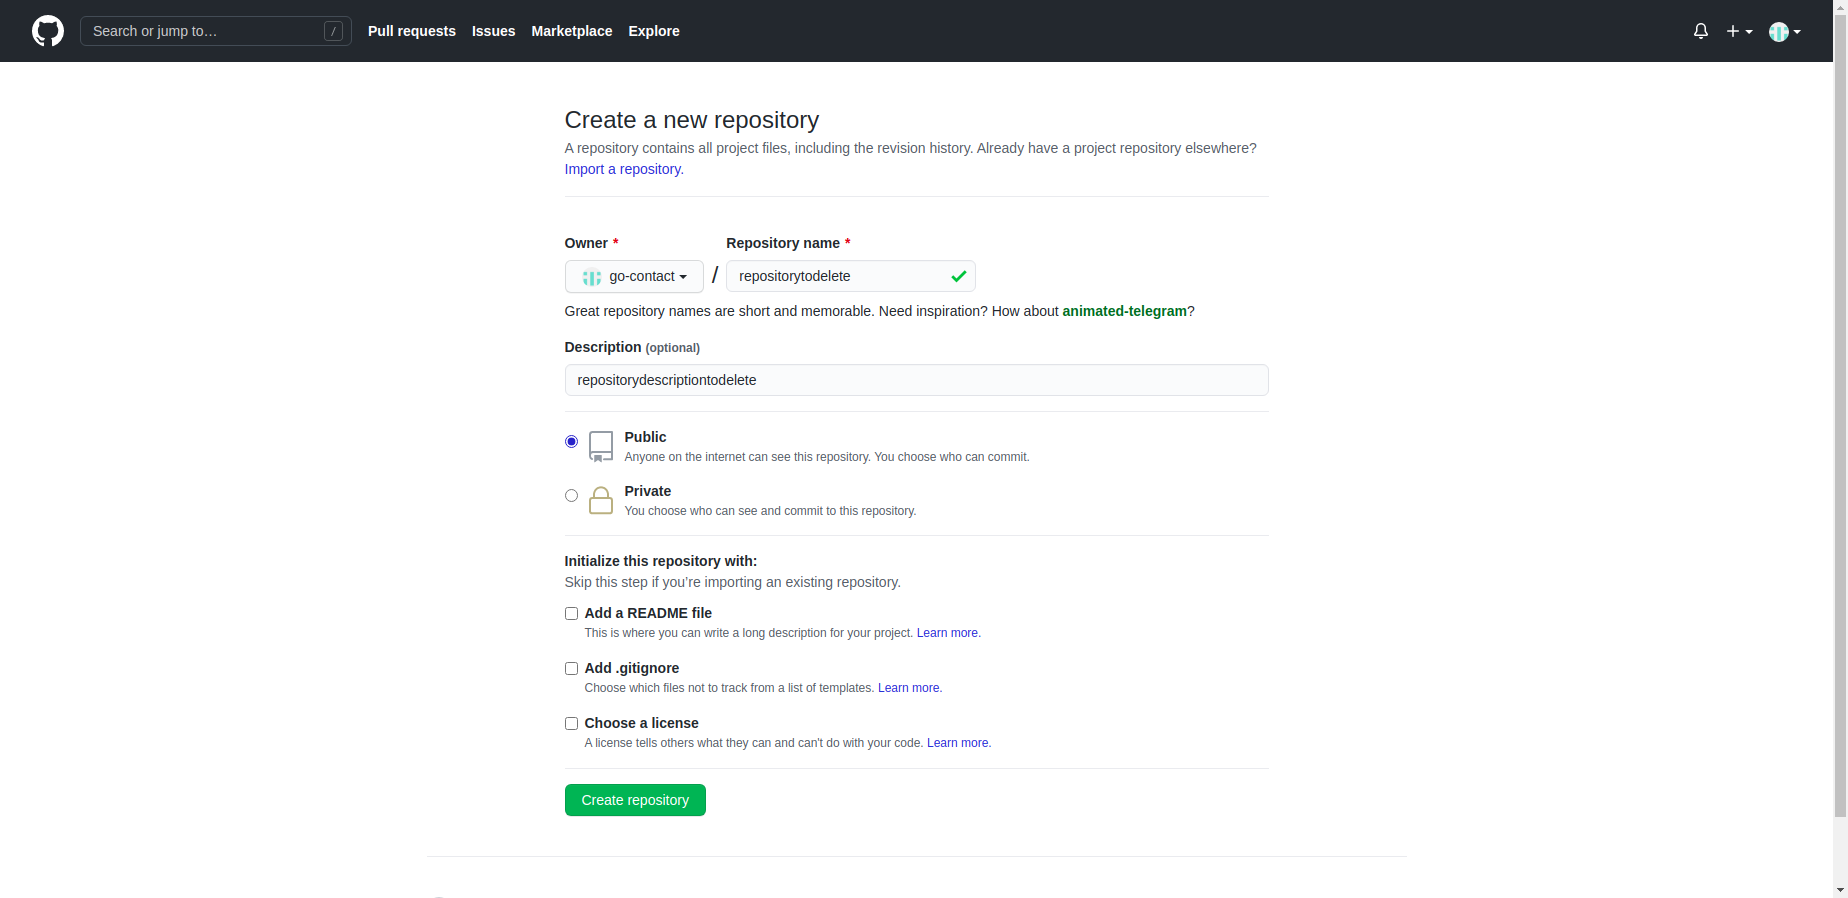 Search or jump to… /
Pull requests Issues Marketplace Explore
Create a new repository
A repository contains all project files, including the revision history. Already have a project repository elsewhere?
Import a repository.
Owner * Repository name *
go-contact / repositorytodelete
Great repository names are short and memorable. Need inspiration? How about animated-telegram?
Description (optional)
repositorydescriptiontodelete
Public
Anyone on the internet can see this repository. You choose who can commit.
Private
You choose who can see and commit to this repository.
Initialize this repository with:
Skip this step if you’re importing an existing repository.
Add a README file
This is where you can write a long description for your project. Learn more.
Add .gitignore
Choose which files not to track from a list of templates. Learn more.
Choose a license
A license tells others what they can and can't do with your code. Learn more.
Create repository